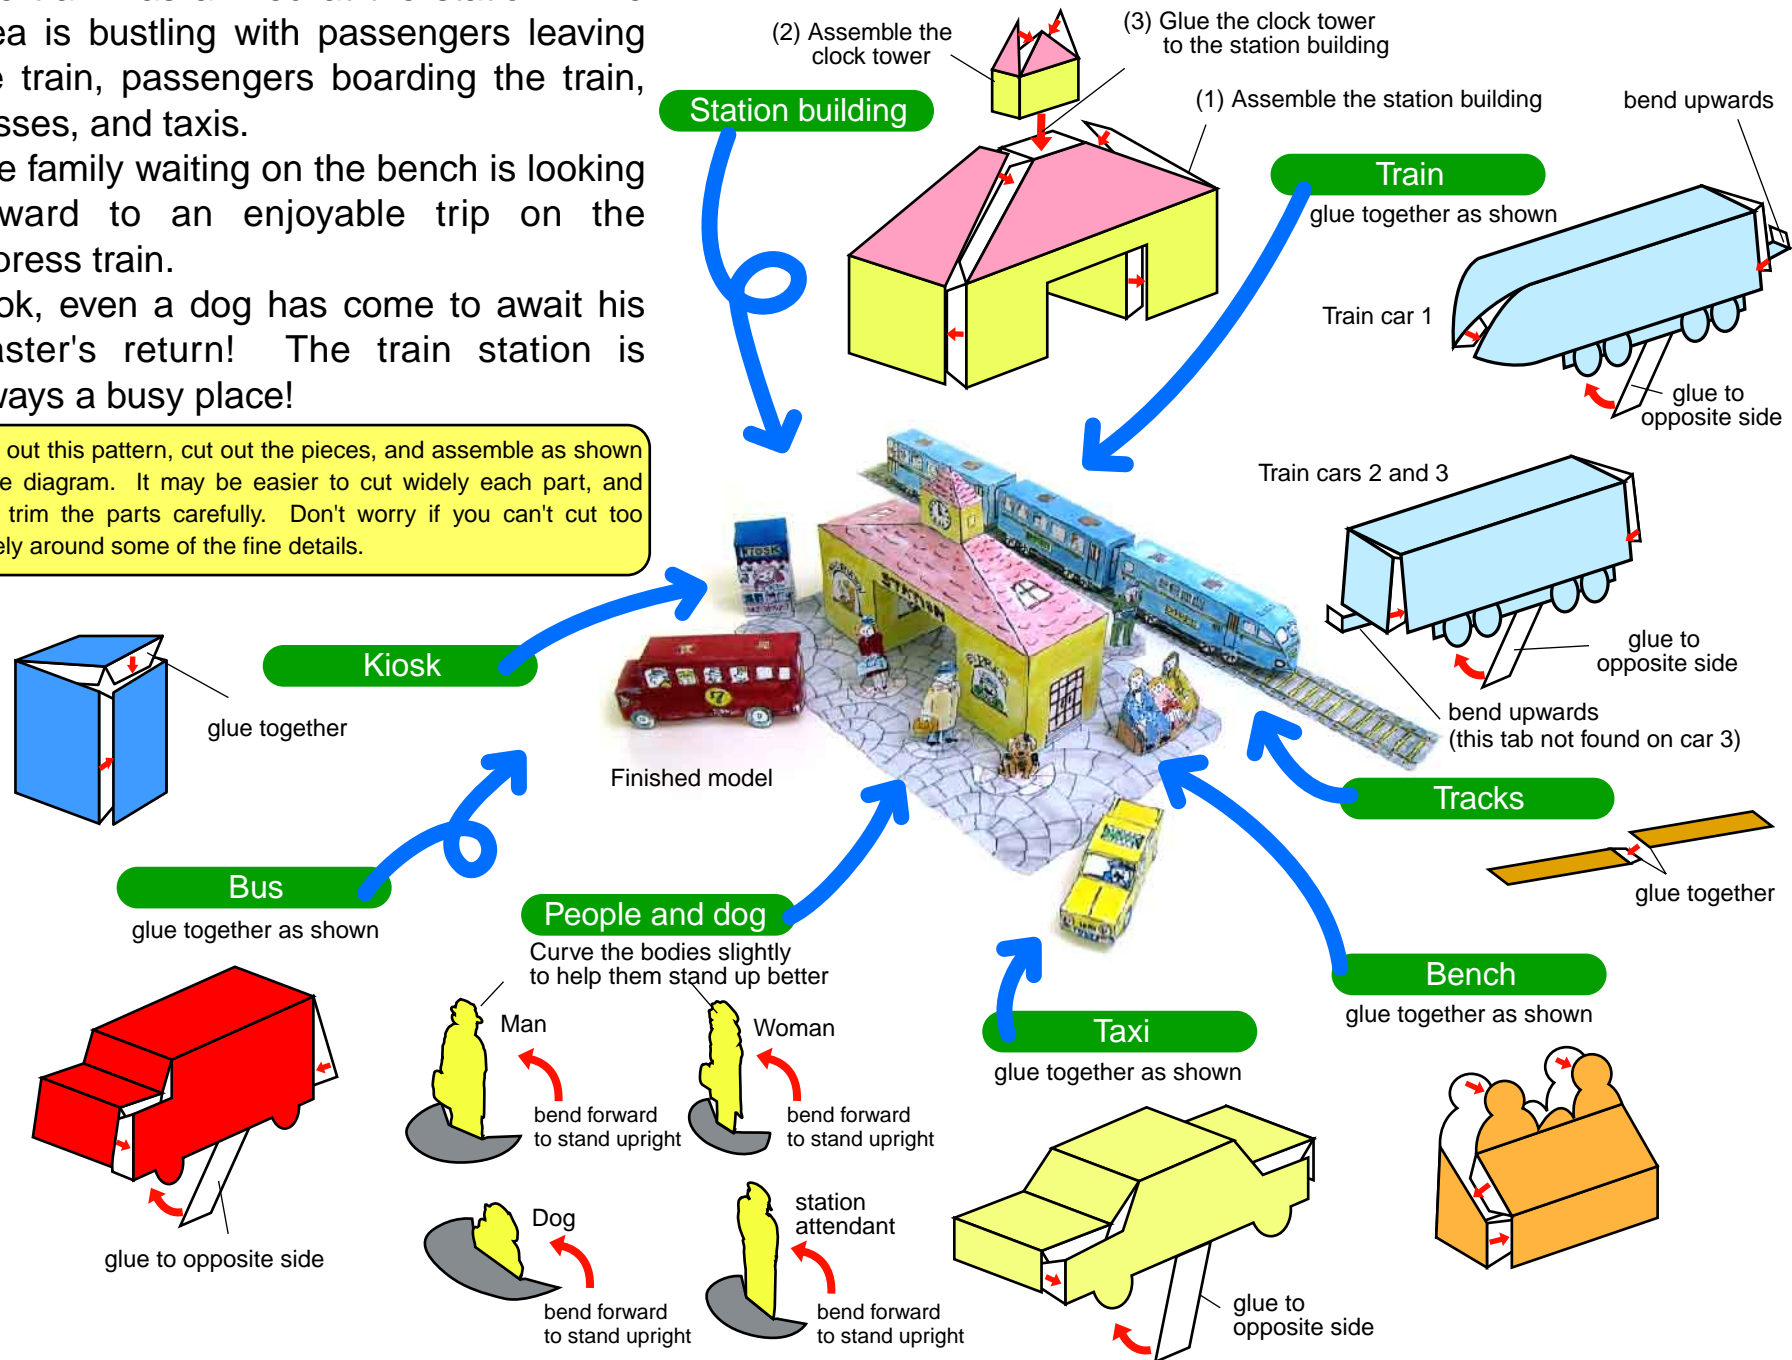 is bustling with passengers leaving
train, passengers boarding the train,
and taxis.
family waiting on the bench is looking
to an enjoyable trip on the
train.
even a dog has come to await his
return! The train station is
a busy place!
out this pattern, cut out the pieces, and assemble as shown
diagram. It may be easier to cut widely each part, and
trim the parts carefully. Don't worry if you can't cut too
around some of the fine details.
Station building
(2) Assemble the
clock tower
(3) Glue the clock tower
to the station building
(1) Assemble the station building
bend upwards
Train
glue together as shown
Train car 1
glue to
opposite side
Train cars 2 and 3
glue to
opposite side
bend upwards
(this tab not found on car 3)
Kiosk
glue together
KIOSK
STATION
7
Finished model
Tracks
glue together
Bus
glue together as shown
glue to opposite side
People and dog
Curve the bodies slightly
to help them stand up better
Man
bend forward
to stand upright
Woman
bend forward
to stand upright
Dog
bend forward
to stand upright
station
attendant
bend forward
to stand upright
Taxi
glue together as shown
glue to
opposite side
Bench
glue together as shown